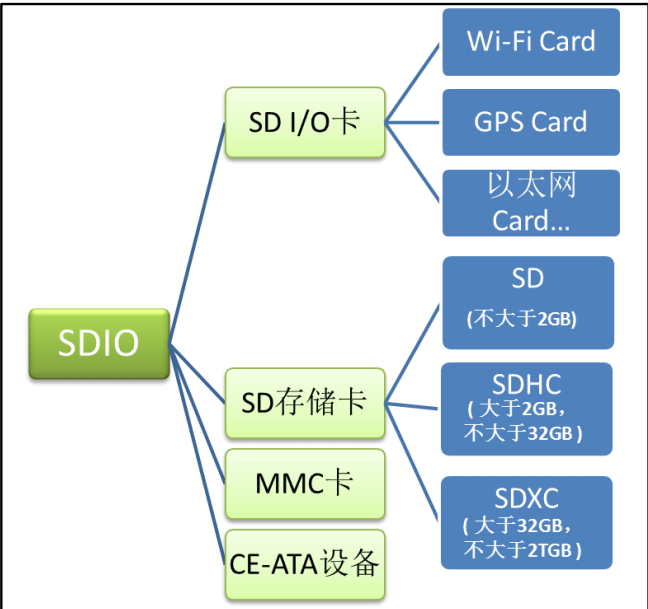 SDIO
SD I/O卡
Wi-Fi Card
GPS Card
以太网
Card...
SD存储卡
SD
(不大于2GB)
SDHC
( 大于2GB，
不大于32GB )
SDXC
( 大于32GB，
不大于2TGB )
MMC卡
CE-ATA设备